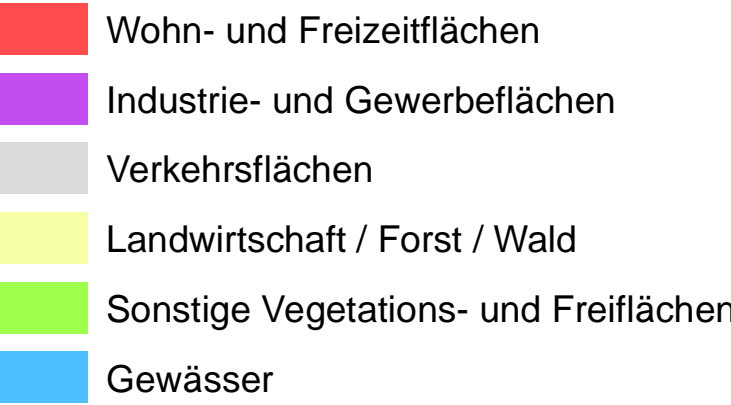 Wohn- und Freizeitflächen
Industrie- und Gewerbeflächen
Verkehrsflächen
Landwirtschaft / Forst / Wald
Sonstige Vegetations- und Freiflächen
Gewässer